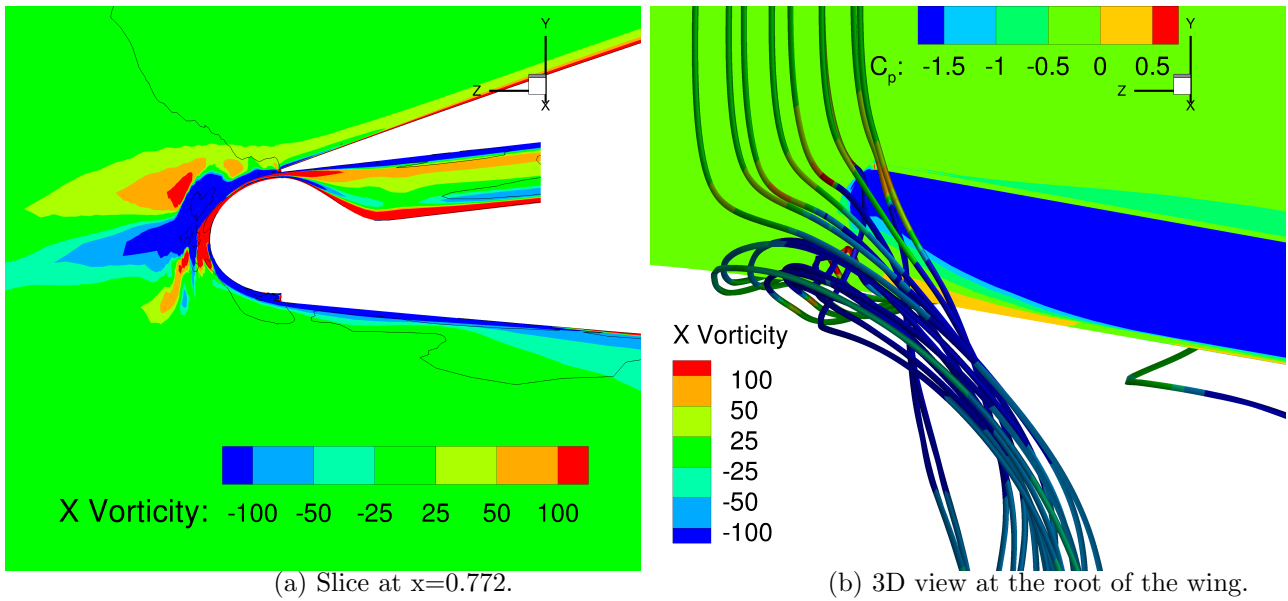 Y
Z
X
X Vorticity: -100 -50 -25 25 50 100
(a) Slice at x=0.772.
Cp: -1.5 -1 -0.5 0 0.5
Y
Z
X
X Vorticity
100
50
25
-25
-50
-100
(b) 3D view at the root of the wing.